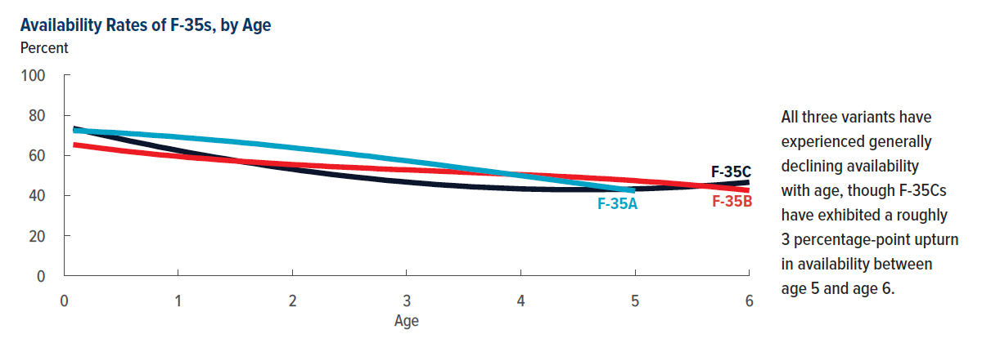 Availability Rates of F-35s, by Age
Percent
100
80
60
40
20
0
0 1 2 3 4 5 6
Age
F-35C
F-35A
F-35B
All three variants have
experienced generally
declining availability
with age, though F-35Cs
have exhibited a roughly
3 percentage-point upturn
in availability between
age 5 and age 6.